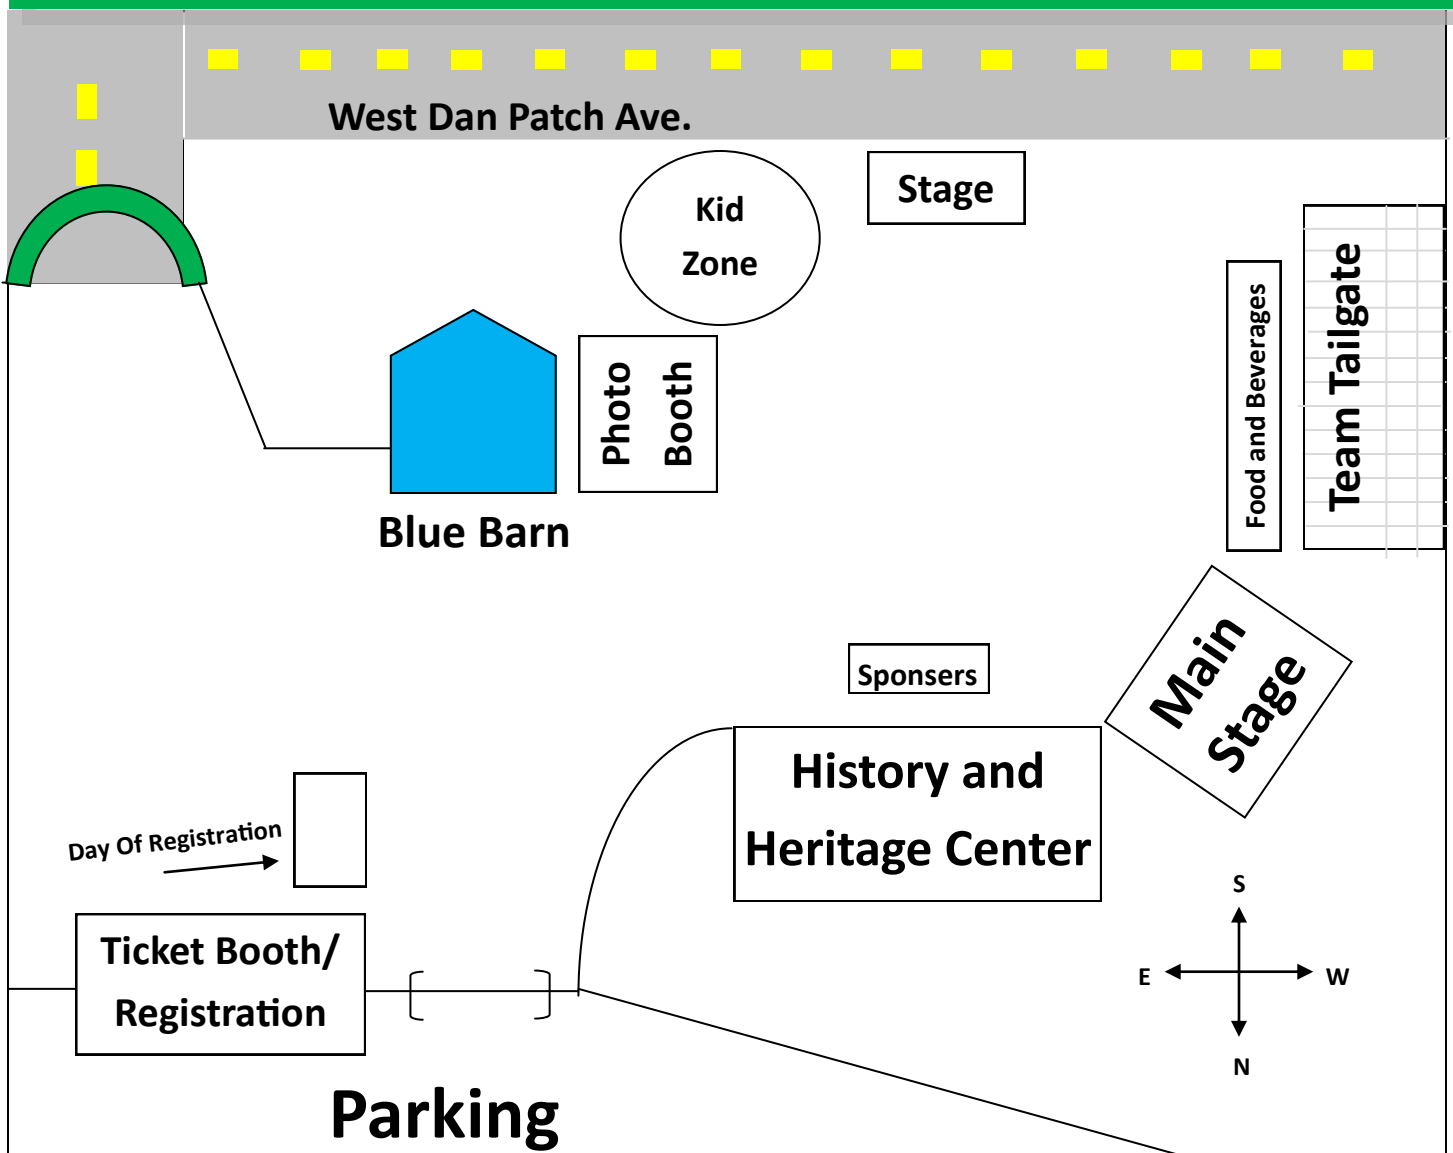 West Dan Patch Ave.
Kid
Zone
Stage
Food and Beverages
Team Tailgate
Photo
Booth
Blue Barn
Main
Stage
Sponsers
History and
Heritage Center
Day Of Registration
Ticket Booth/
Registration
S
E
W
N
Parking